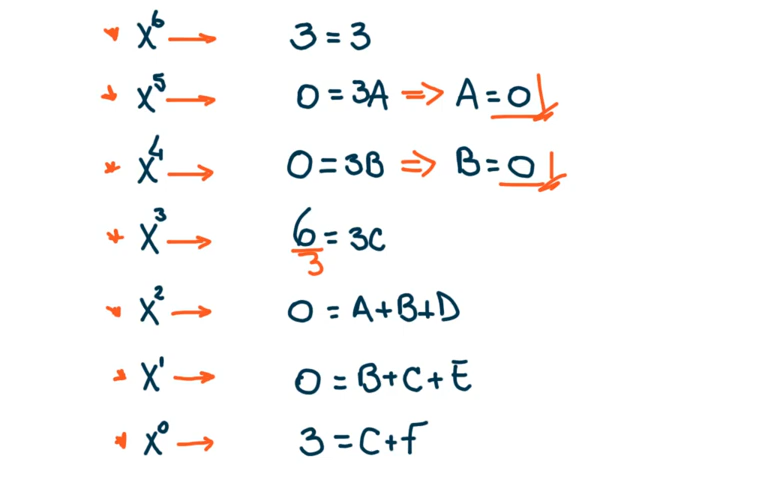 * X⁶ → 3 = 3
* X⁵ → 0 = 3A => A = 0
* X⁴ → 0 = 3B => B = 0
* X³ → 6/3 = 3C
* X² → 0 = A+B+D
* X¹ → 0 = B+C+E
* X⁰ → 3 = C+F